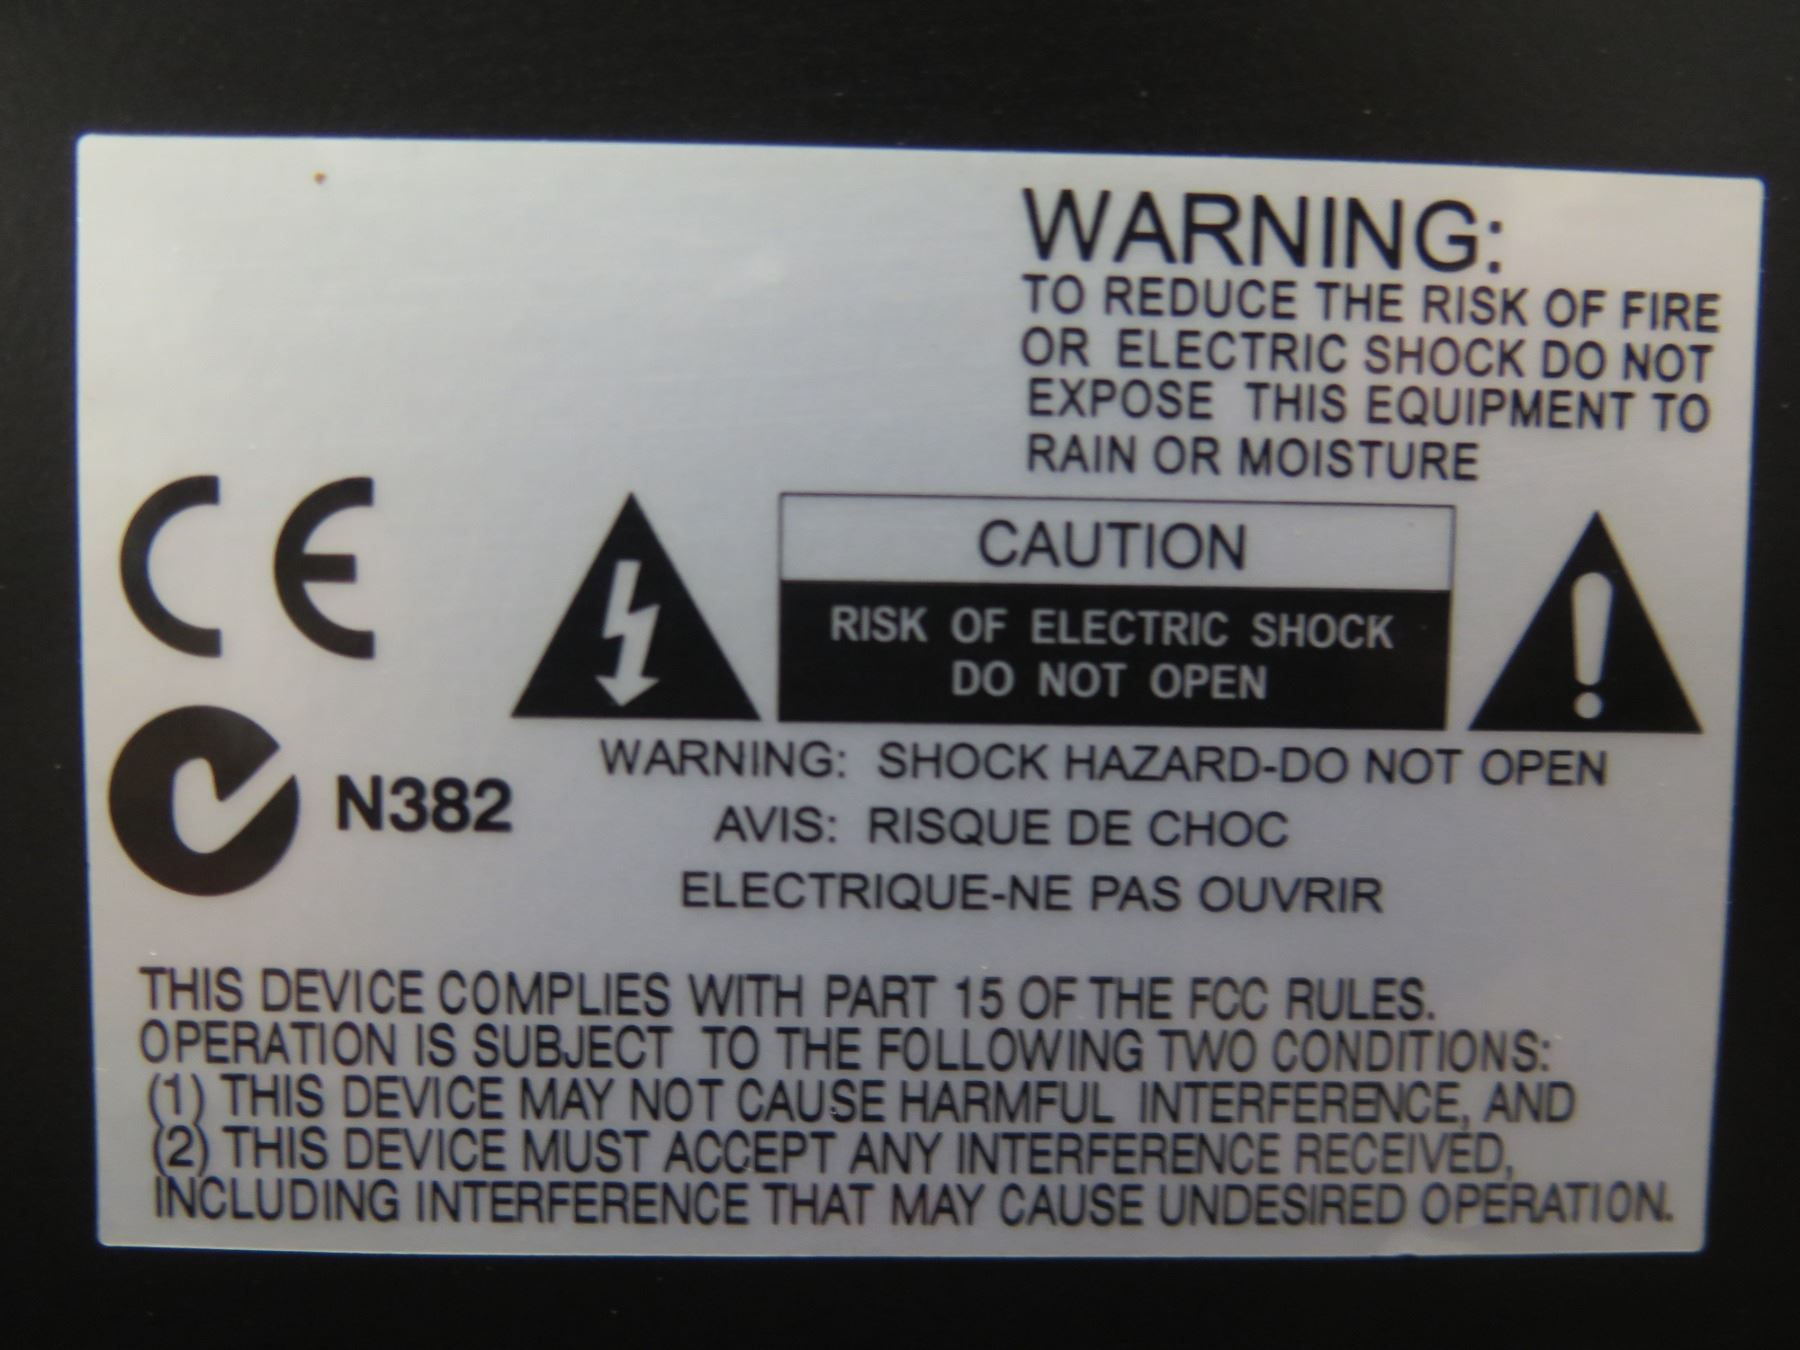 WARNING:
TO REDUCE THE RISK OF FIRE
OR ELECTRIC SHOCK DO NOT
EXPOSE THIS EQUIPMENT TO
RAIN OR MOISTURE
CE
CAUTION
RISK OF ELECTRIC SHOCK
DO NOT OPEN
!
N382
WARNING: SHOCK HAZARD-DO NOT OPEN
AVIS: RISQUE DE CHOC
ELECTRIQUE-NE PAS OUVRIR
THIS DEVICE COMPLIES WITH PART 15 OF THE FCC RULES.
OPERATION IS SUBJECT TO THE FOLLOWING TWO CONDITIONS:
(1) THIS DEVICE MAY NOT CAUSE HARMFUL INTERFERENCE, AND
(2) THIS DEVICE MUST ACCEPT ANY INTERFERENCE RECEIVED,
INCLUDING INTERFERENCE THAT MAY CAUSE UNDESIRED OPERATION.